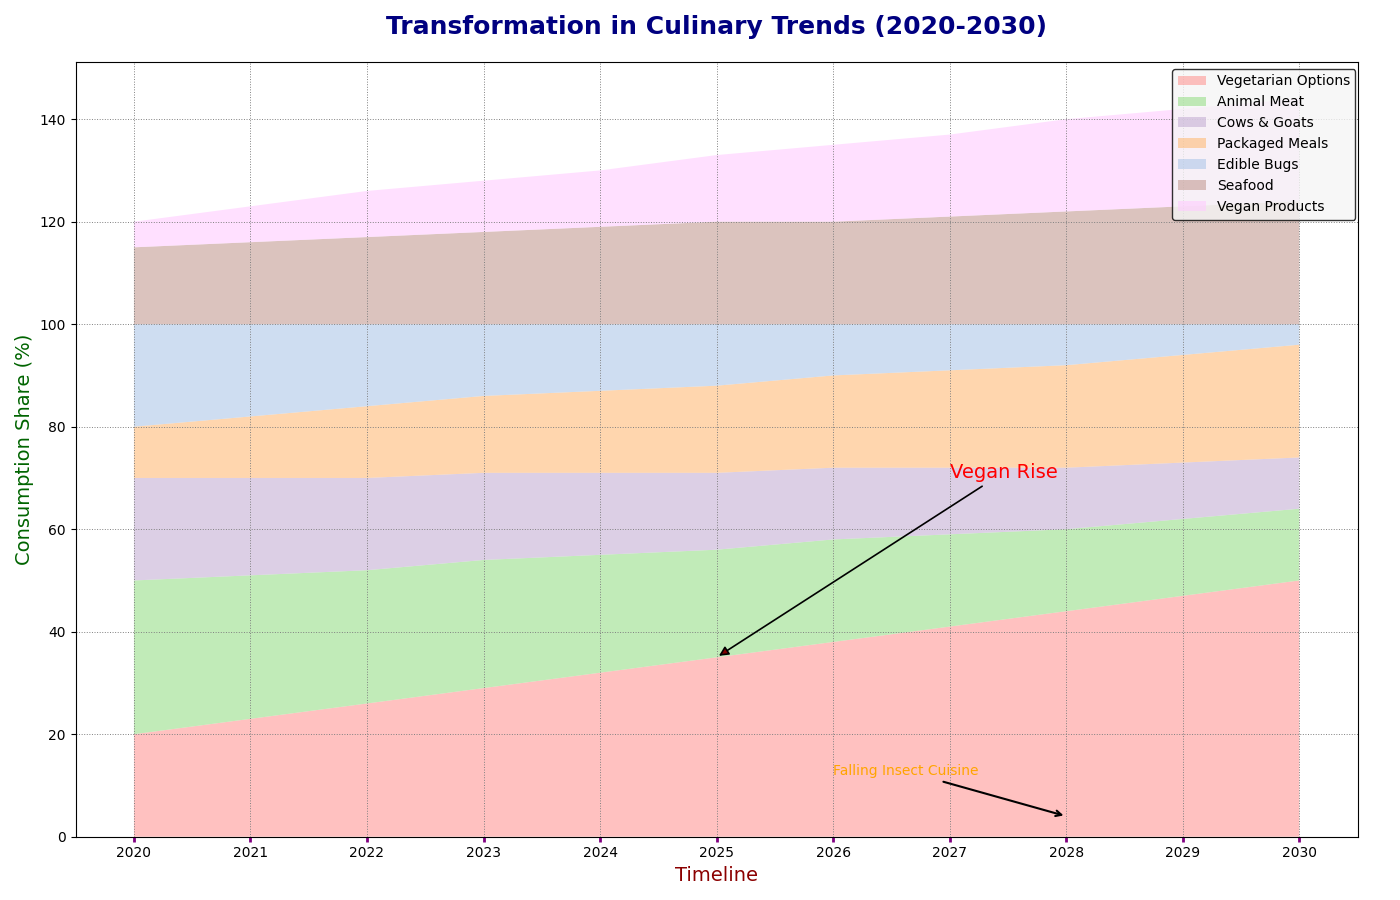 Transformation in Culinary Trends (2020-2030)
Vegetarian Options
Animal Meat
Cows & Goats
Packaged Meals
Edible Bugs
Seafood
Vegan Products
Consumption Share (%)
140
120
100
80
60
40
20
0
Vegan Rise
Falling Insect Cuisine
2020 2021 2022 2023 2024 2025 2026 2027 2028 2029 2030
Timeline